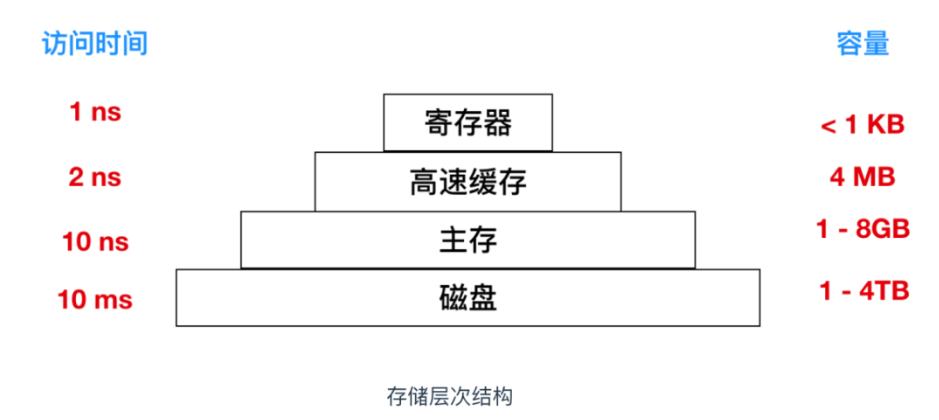 访问时间 容量
1 ns 寄存器 < 1 KB
2 ns 高速缓存 4 MB
10 ns 主存 1 - 8GB
10 ms 磁盘 1 - 4TB
存储层次结构